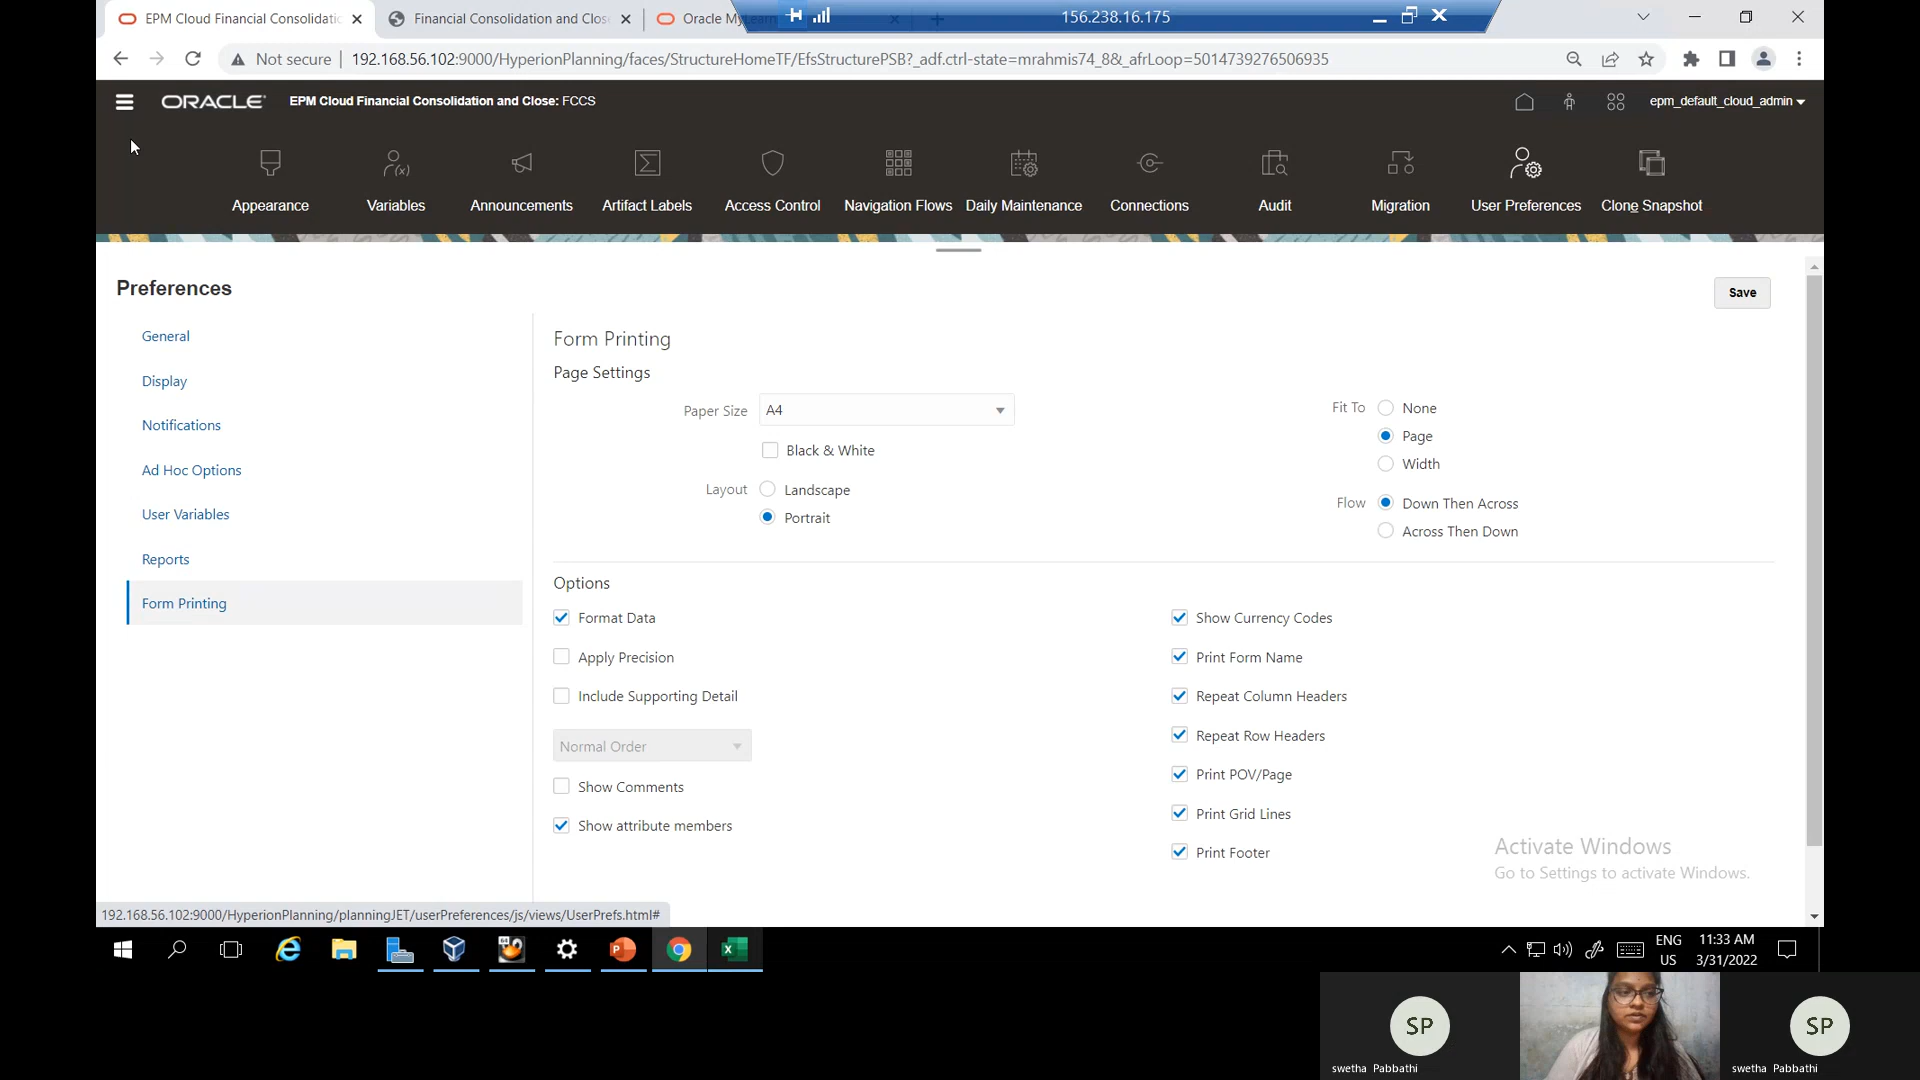 EPM Cloud Financial Consolidatio
Financial Consolidation and Clos
Oracle MyLearn
156.238.16.175
Not secure
192.168.56.102:9000/HyperionPlanning/faces/StructureHomeTF/EfsStructurePSB?_adf.ctrl-state=mrahmis74_8&_afrLoop=5014739276506935
ORACLE
EPM Cloud Financial Consolidation and Close: FCCS
epm_default_cloud_admin
Appearance
Variables
Announcements
Artifact Labels
Access Control
Navigation Flows
Daily Maintenance
Connections
Audit
Migration
User Preferences
Clone Snapshot
Preferences
Save
General
Display
Notifications
Ad Hoc Options
User Variables
Reports
Form Printing
Form Printing
Page Settings
Paper Size
A4
Black & White
Layout
Landscape
Portrait
Fit To
None
Page
Width
Flow
Down Then Across
Across Then Down
Options
Format Data
Apply Precision
Include Supporting Detail
Normal Order
Show Comments
Show attribute members
Show Currency Codes
Print Form Name
Repeat Column Headers
Repeat Row Headers
Print POV/Page
Print Grid Lines
Print Footer
Activate Windows
Go to Settings to activate Windows.
192.168.56.102:9000/HyperionPlanning/planningJET/userPreferences/js/views/UserPrefs.html#
ENG
US
11:33 AM
3/31/2022
SP
swetha Pabbathi
SP
swetha Pabbathi